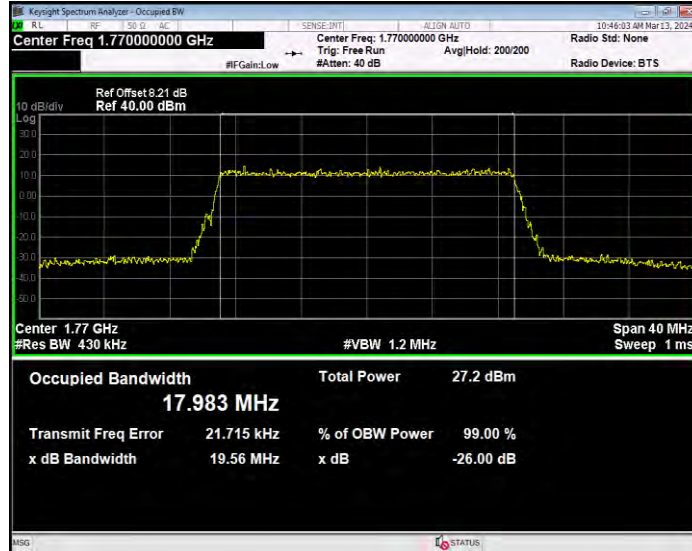 Keysight Spectrum Analyzer - Occupied BW
RL RF 50 Ω AC SENSE:INT ALIGN AUTO 10:46:03 AM Mar 13, 2024
Center Freq 1.770000000 GHz Center Freq: 1.770000000 GHz Radio Std: None
Trig: Free Run Avg|Hold: 200/200
#IFGain:Low #Atten: 40 dB Radio Device: BTS
Ref Offset 8.21 dB
10 dB/div Ref 40.00 dBm
Log
30.0
20.0
10.0
0.00
-10.0
-20.0
-30.0
-40.0
-50.0
Center 1.77 GHz Span 40 MHz
#Res BW 430 kHz #VBW 1.2 MHz Sweep 1 ms
Occupied Bandwidth Total Power 27.2 dBm
17.983 MHz
Transmit Freq Error 21.715 kHz % of OBW Power 99.00 %
x dB Bandwidth 19.56 MHz x dB -26.00 dB
MSG STATUS